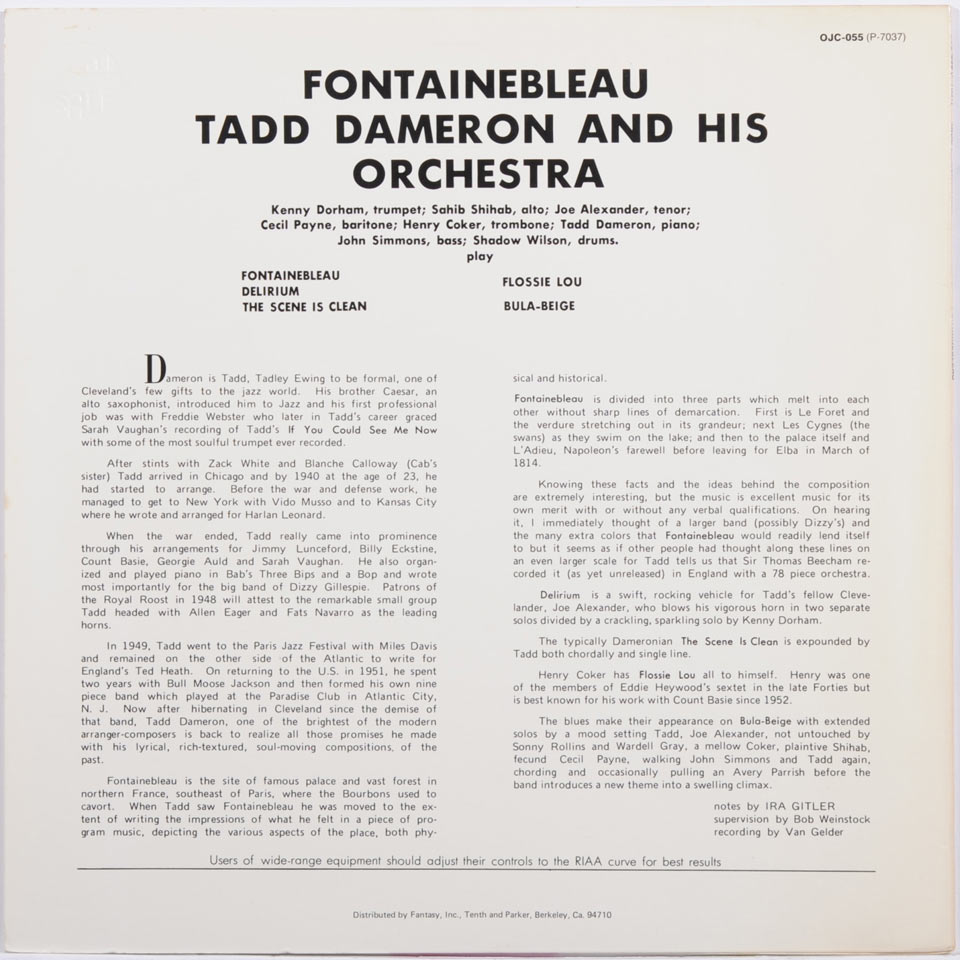 OJC-055 (P-7037)
FONTAINEBLEAU
TADD DAMERON AND HIS
ORCHESTRA
Kenny Dorham, trumpet; Sahib Shihab, alto; Joe Alexander, tenor;
Cecil Payne, baritone; Henry Coker, trombone; Tadd Dameron, piano;
John Simmons, bass; Shadow Wilson, drums.
play
FONTAINEBLEAU
DELIRIUM
THE SCENE IS CLEAN
FLOSSIE LOU
BULA-BEIGE
Dameron is Tadd, Tadley Ewing to be formal, one of
Cleveland's few gifts to the jazz world. His brother Caesar, an
alto saxophonist, introduced him to Jazz and his first professional
job was with Freddie Webster who later in Tadd's career graced
Sarah Vaughan's recording of Tadd's If You Could See Me Now
with some of the most soulful trumpet ever recorded.
After stints with Zack White and Blanche Calloway (Cab's
sister) Tadd arrived in Chicago and by 1940 at the age of 23, he
had started to arrange. Before the war and defense work, he
managed to get to New York with Vido Musso and to Kansas City
where he wrote and arranged for Harlan Leonard.
When the war ended, Tadd really came into prominence
through his arrangements for Jimmy Lunceford, Billy Eckstine,
Count Basie, Georgie Auld and Sarah Vaughan. He also organ-
ized and played piano in Bab's Three Bips and a Bop and wrote
most importantly for the big band of Dizzy Gillespie. Patrons of
the Royal Roost in 1948 will attest to the remarkable small group
Tadd headed with Allen Eager and Fats Navarro as the leading
horns.
In 1949, Tadd went to the Paris Jazz Festival with Miles Davis
and remained on the other side of the Atlantic to write for
England's Ted Heath. On returning to the U.S. in 1951, he spent
two years with Bull Moose Jackson and then formed his own nine
piece band which played at the Paradise Club in Atlantic City,
N. J. Now after hibernating in Cleveland since the demise of
that band, Tadd Dameron, one of the brightest of the modern
arranger-composers is back to realize all those promises he made
with his lyrical, rich-textured, soul-moving compositions, of the
past.
Fontainebleau is the site of famous palace and vast forest in
northern France, southeast of Paris, where the Bourbons used to
cavort. When Tadd saw Fontainebleau he was moved to the ex-
tent of writing the impressions of what he felt in a piece of pro-
gram music, depicting the various aspects of the place, both phy-
sical and historical.
Fontainebleau is divided into three parts which melt into each
other without sharp lines of demarcation. First is Le Foret and
the verdure stretching out in its grandeur; next Les Cygnes (the
swans) as they swim on the lake; and then to the palace itself and
L'Adieu, Napoleon's farewell before leaving for Elba in March of
1814.
Knowing these facts and the ideas behind the composition
are extremely interesting, but the music is excellent music for its
own merit with or without any verbal qualifications. On hearing
it, I immediately thought of a larger band (possibly Dizzy's) and
the many extra colors that Fontainebleau would readily lend itself
to but it seems as if other people had thought along these lines on
an even larger scale for Tadd tells us that Sir Thomas Beecham re-
corded it (as yet unreleased) in England with a 78 piece orchestra.
Delirium is a swift, rocking vehicle for Tadd's fellow Cleve-
lander, Joe Alexander, who blows his vigorous horn in two separate
solos divided by a crackling, sparkling solo by Kenny Dorham.
The typically Dameronian The Scene Is Clean is expounded by
Tadd both chordally and single line.
Henry Coker has Flossie Lou all to himself. Henry was one
of the members of Eddie Heywood's sextet in the late Forties but
is best known for his work with Count Basie since 1952.
The blues make their appearance on Bula-Beige with extended
solos by a mood setting Tadd, Joe Alexander, not untouched by
Sonny Rollins and Wardell Gray, a mellow Coker, plaintive Shihab,
fecund Cecil Payne, walking John Simmons and Tadd again,
chording and occasionally pulling an Avery Parrish before the
band introduces a new theme into a swelling climax.
notes by IRA GITLER
supervision by Bob Weinstock
recording by Van Gelder
Users of wide-range equipment should adjust their controls to the RIAA curve for best results
Distributed by Fantasy, Inc., Tenth and Parker, Berkeley, Ca. 94710